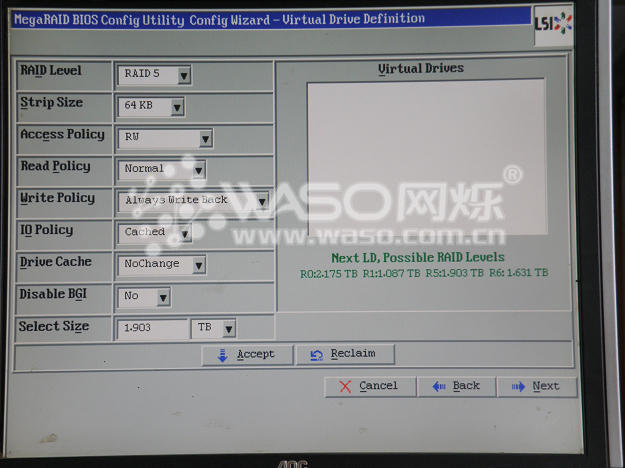 MegaRAID BIOS Config Utility Config Wizard - Virtual Drive Definition
LSI
RAID Level RAID 5
Strip Size 64 KB
Access Policy RW
Read Policy Normal
Write Policy Always Write Back
IO Policy Cached
Drive Cache NoChange
Disable BGI No
Select Size 1.903 TB
Virtual Drives
WASO网烁®
www.waso.com.cn
Next LD, Possible RAID Levels
R0:2.175 TB R1:1.087 TB R5:1.903 TB R6:1.631 TB
Accept Reclaim
Cancel Back Next
AOC